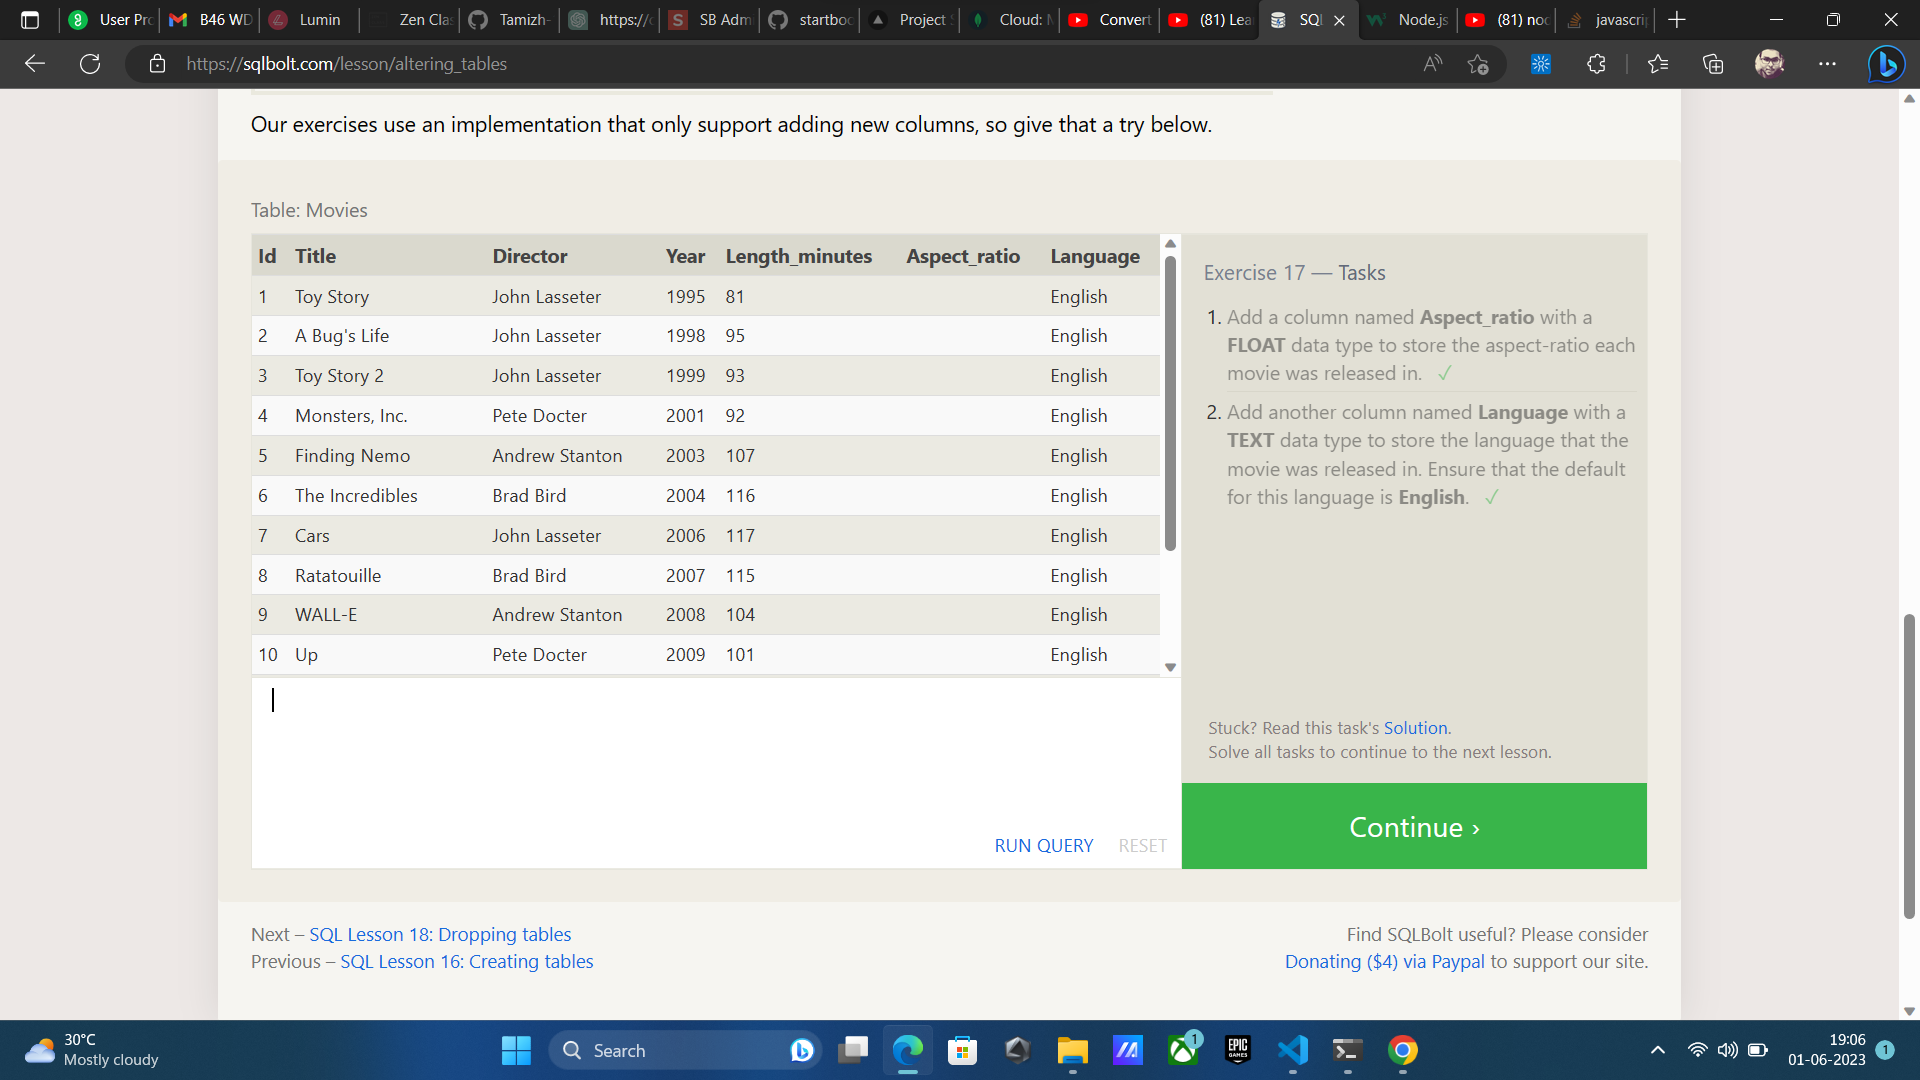 User Pro
B46 WD
Lumin
Zen Clas
Tamizh-
https://c
SB Adm
startboo
Project S
Cloud: M
Convert
(81) Lea
SQL
Node.js
(81) noc
javascrip
https://sqlbolt.com/lesson/altering_tables
Our exercises use an implementation that only support adding new columns, so give that a try below.
Table: Movies
Id Title Director Year Length_minutes Aspect_ratio Language
1 Toy Story John Lasseter 1995 81 English
2 A Bug's Life John Lasseter 1998 95 English
3 Toy Story 2 John Lasseter 1999 93 English
4 Monsters, Inc. Pete Docter 2001 92 English
5 Finding Nemo Andrew Stanton 2003 107 English
6 The Incredibles Brad Bird 2004 116 English
7 Cars John Lasseter 2006 117 English
8 Ratatouille Brad Bird 2007 115 English
9 WALL-E Andrew Stanton 2008 104 English
10 Up Pete Docter 2009 101 English
RUN QUERY RESET
Exercise 17 — Tasks
1. Add a column named Aspect_ratio with a
FLOAT data type to store the aspect-ratio each
movie was released in. ✓
2. Add another column named Language with a
TEXT data type to store the language that the
movie was released in. Ensure that the default
for this language is English. ✓
Stuck? Read this task's Solution.
Solve all tasks to continue to the next lesson.
Continue ›
Next – SQL Lesson 18: Dropping tables
Previous – SQL Lesson 16: Creating tables
Find SQLBolt useful? Please consider
Donating ($4) via Paypal to support our site.
30°C
Mostly cloudy
Search
1
EPIC
GAMES
19:06
01-06-2023
1